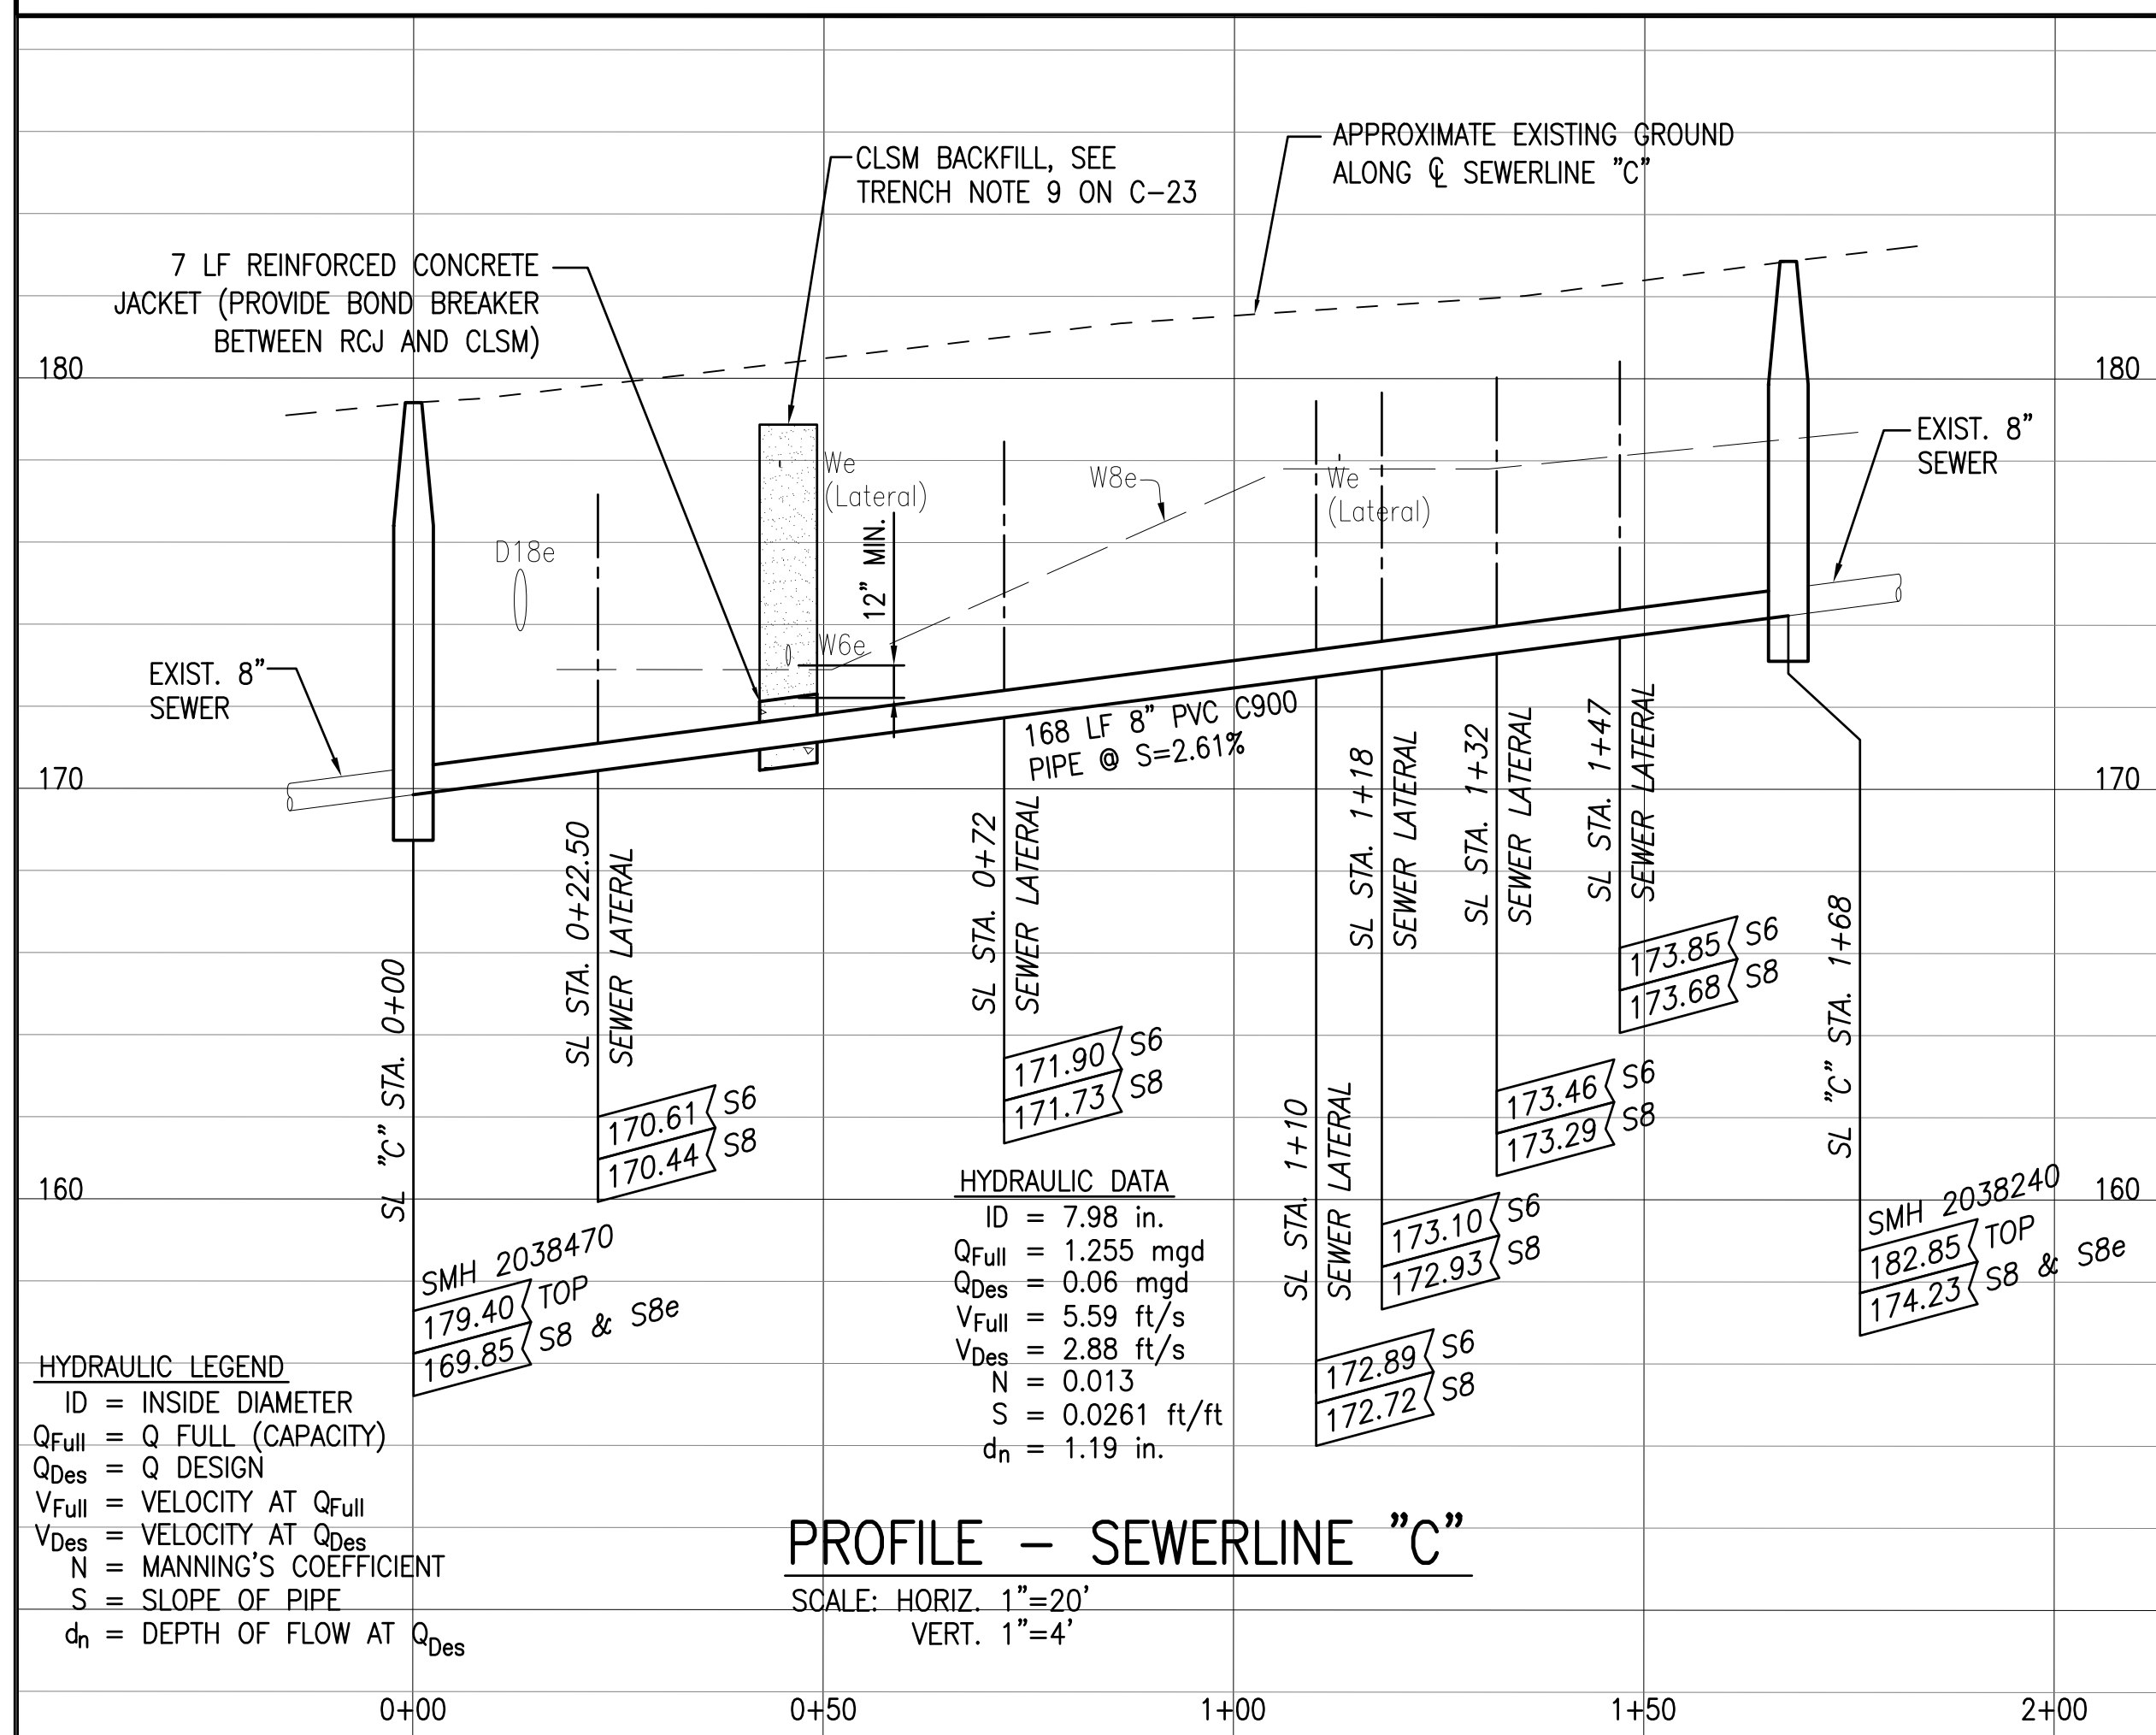 APPROXIMATE EXISTING GROUND
ALONG ℄ SEWERLINE "C"
CLSM BACKFILL, SEE
TRENCH NOTE 9 ON C-23
7 LF REINFORCED CONCRETE
JACKET (PROVIDE BOND BREAKER
BETWEEN RCJ AND CLSM)
180
180
EXIST. 8"
SEWER
We
(Lateral)
W8e
We
(Lateral)
12" MIN.
D18e
W6e
EXIST. 8"
SEWER
168 LF 8" PVC C900
PIPE @ S=2.61%
170
170
SL "C" STA. 0+00
SMH 2038470
179.40 TOP
169.85 S8 & S8e
SL STA. 0+22.50
SEWER LATERAL
170.61 S6
170.44 S8
SL STA. 0+72
SEWER LATERAL
171.90 S6
171.73 S8
SL STA. 1+10
SEWER LATERAL
172.89 S6
172.72 S8
SL STA. 1+18
SEWER LATERAL
173.10 S6
172.93 S8
SL STA. 1+32
SEWER LATERAL
173.46 S6
173.29 S8
SL STA. 1+47
SEWER LATERAL
173.85 S6
173.68 S8
SL "C" STA. 1+68
SMH 2038240
182.85 TOP
174.23 S8 & S8e
160
160
HYDRAULIC DATA
ID = 7.98 in.
QFull = 1.255 mgd
QDes = 0.06 mgd
VFull = 5.59 ft/s
VDes = 2.88 ft/s
N = 0.013
S = 0.0261 ft/ft
dn = 1.19 in.
HYDRAULIC LEGEND
ID = INSIDE DIAMETER
QFull = Q FULL (CAPACITY)
QDes = Q DESIGN
VFull = VELOCITY AT QFull
VDes = VELOCITY AT QDes
N = MANNING'S COEFFICIENT
S = SLOPE OF PIPE
dn = DEPTH OF FLOW AT QDes
PROFILE - SEWERLINE "C"
SCALE: HORIZ. 1"=20'
VERT. 1"=4'
0+00
0+50
1+00
1+50
2+00